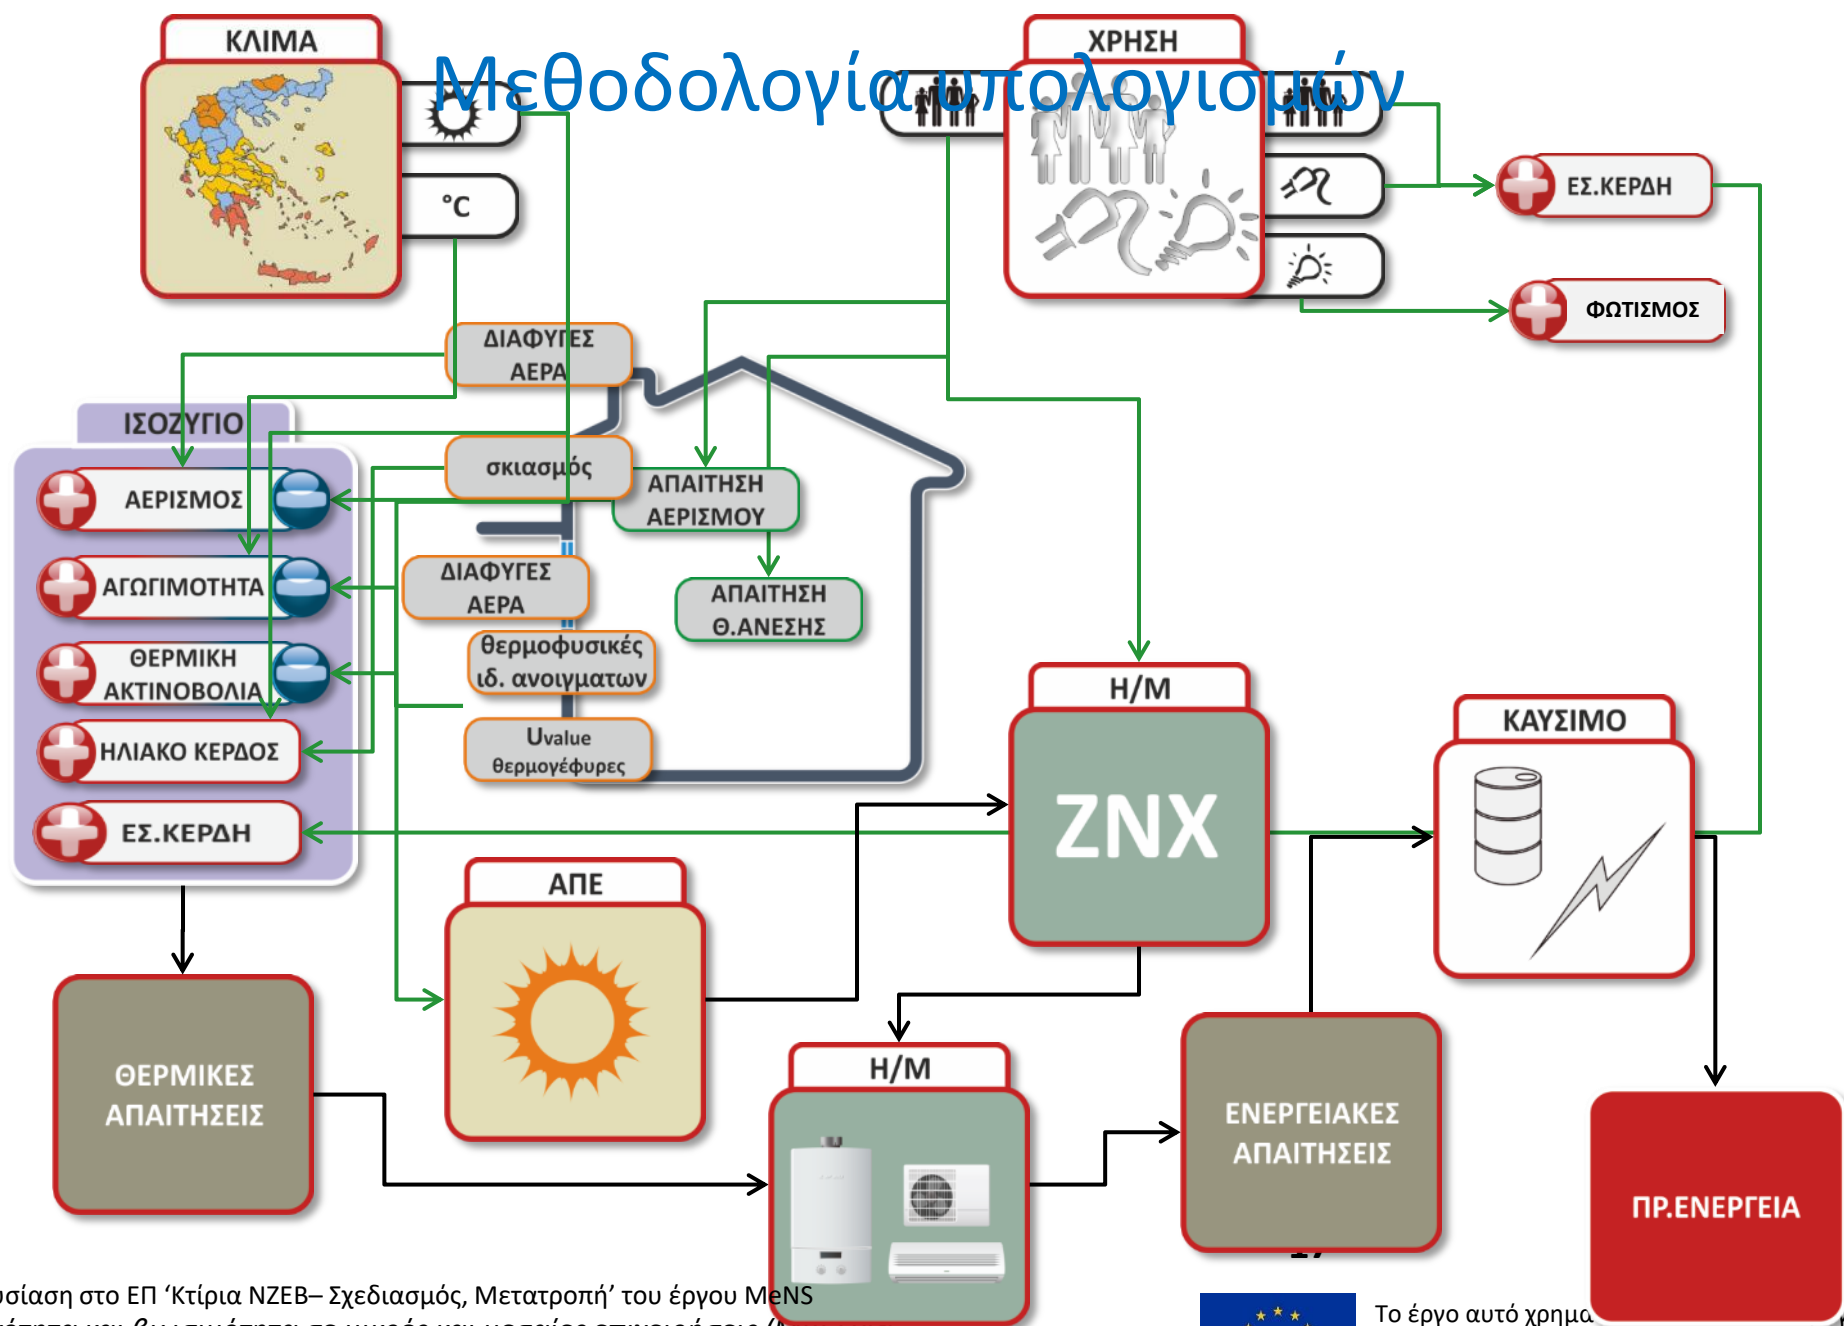 Μεθοδολογία υπολογισμών
ΚΛΙΜΑ
°C
ΧΡΗΣΗ
ΕΣ.ΚΕΡΔΗ
ΦΩΤΙΣΜΟΣ
ΔΙΑΦΥΓΕΣ
ΑΕΡΑ
ΙΣΟΖΥΓΙΟ
ΑΕΡΙΣΜΟΣ
ΑΓΩΓΙΜΟΤΗΤΑ
ΘΕΡΜΙΚΗ
ΑΚΤΙΝΟΒΟΛΙΑ
ΗΛΙΑΚΟ ΚΕΡΔΟΣ
ΕΣ.ΚΕΡΔΗ
σκιασμός
ΑΠΑΙΤΗΣΗ
ΑΕΡΙΣΜΟΥ
ΔΙΑΦΥΓΕΣ
ΑΕΡΑ
ΑΠΑΙΤΗΣΗ
Θ.ΑΝΕΣΗΣ
θερμοφυσικές
ιδ. ανοιγματων
Uvalue
θερμογέφυρες
Η/Μ
ΖΝΧ
ΚΑΥΣΙΜΟ
ΑΠΕ
ΘΕΡΜΙΚΕΣ
ΑΠΑΙΤΗΣΕΙΣ
Η/Μ
ΕΝΕΡΓΕΙΑΚΕΣ
ΑΠΑΙΤΗΣΕΙΣ
ΠΡ.ΕΝΕΡΓΕΙΑ
στο ΕΠ ‘Κτίρια NZEB– Σχεδιασμός, Μετατροπή’ του έργου MeNS
Το έργο αυτό